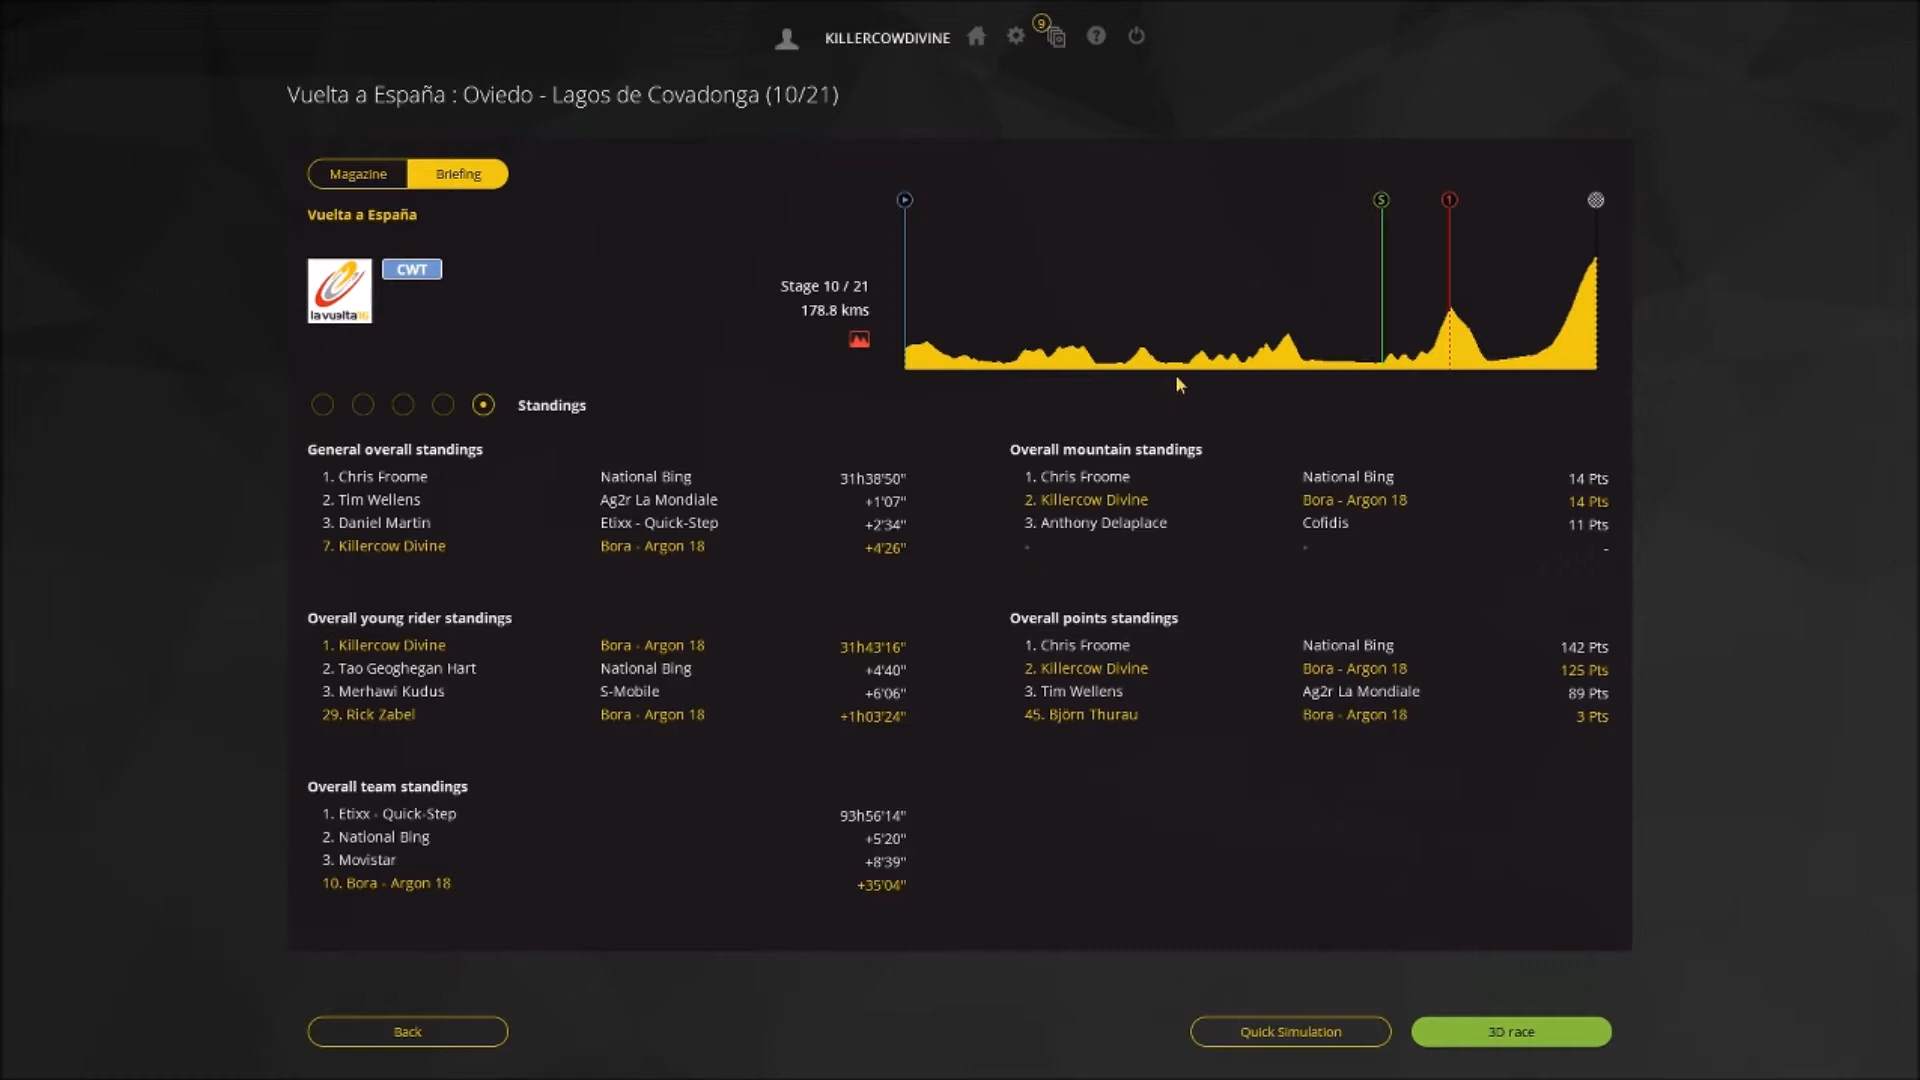 9
KILLERCOWDIVINE
?
Vuelta a España : Oviedo - Lagos de Covadonga (10/21)
Magazine Briefing
Vuelta a España
S 1
la vuelta16 CWT
Stage 10 / 21
178.8 kms
Standings
General overall standings
1. Chris Froome National Bing 31h38'50"
2. Tim Wellens Ag2r La Mondiale +1'07"
3. Daniel Martin Etixx - Quick-Step +2'34"
7. Killercow Divine Bora - Argon 18 +4'26"
Overall mountain standings
1. Chris Froome National Bing 14 Pts
2. Killercow Divine Bora - Argon 18 14 Pts
3. Anthony Delaplace Cofidis 11 Pts
- - -
Overall young rider standings
1. Killercow Divine Bora - Argon 18 31h43'16"
2. Tao Geoghegan Hart National Bing +4'40"
3. Merhawi Kudus S-Mobile +6'06"
29. Rick Zabel Bora - Argon 18 +1h03'24"
Overall points standings
1. Chris Froome National Bing 142 Pts
2. Killercow Divine Bora - Argon 18 125 Pts
3. Tim Wellens Ag2r La Mondiale 89 Pts
45. Björn Thurau Bora - Argon 18 3 Pts
Overall team standings
1. Etixx - Quick-Step 93h56'14"
2. National Bing +5'20"
3. Movistar +8'39"
10. Bora - Argon 18 +35'04"
Back Quick Simulation 3D race